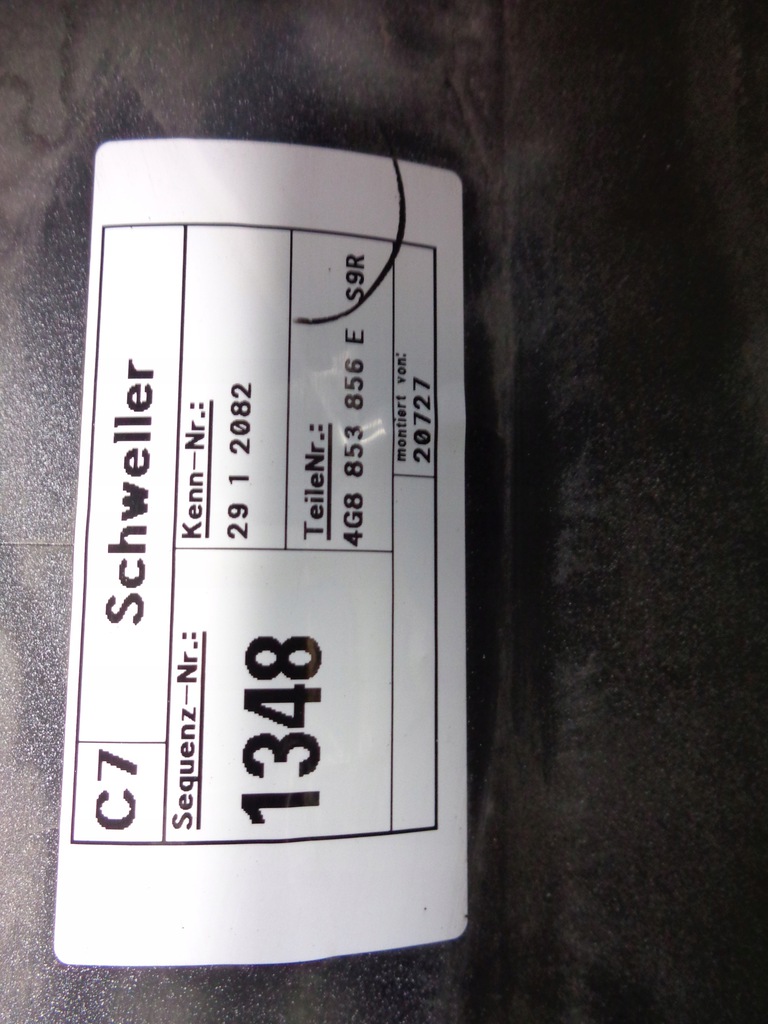 C7 Schweller
Sequenz-Nr.:
1348
Kenn-Nr.:
29 1 2082
TeileNr.:
4G8 853 856 E S9R
montiert von:
20727